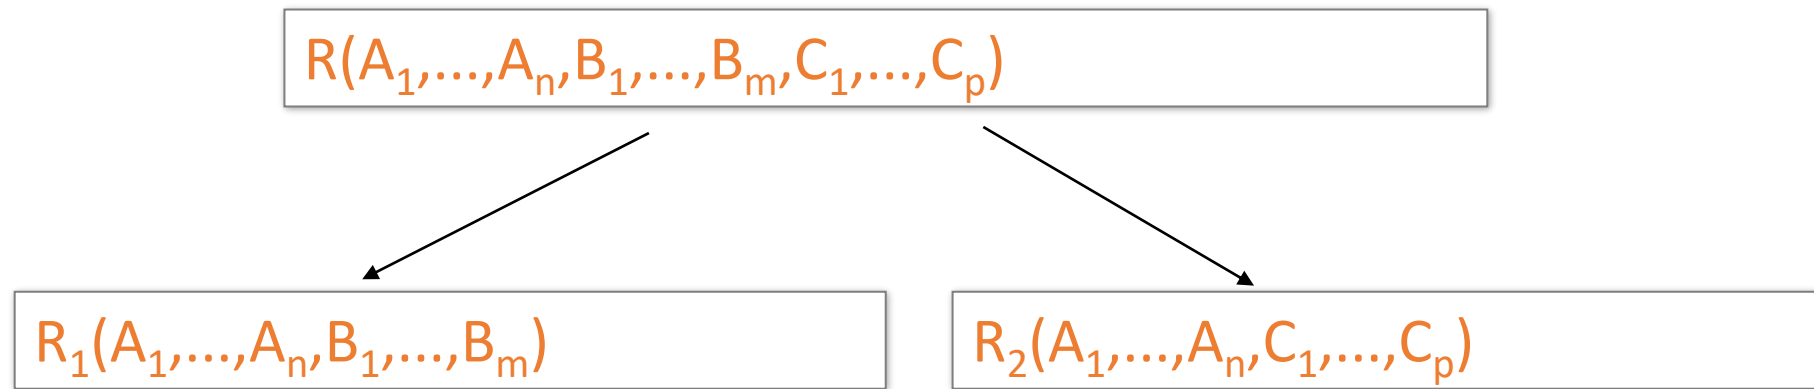 R(A₁,...,Aₙ,B₁,...,Bₘ,C₁,...,Cₚ)
R₁(A₁,...,Aₙ,B₁,...,Bₘ)
R₂(A₁,...,Aₙ,C₁,...,Cₚ)